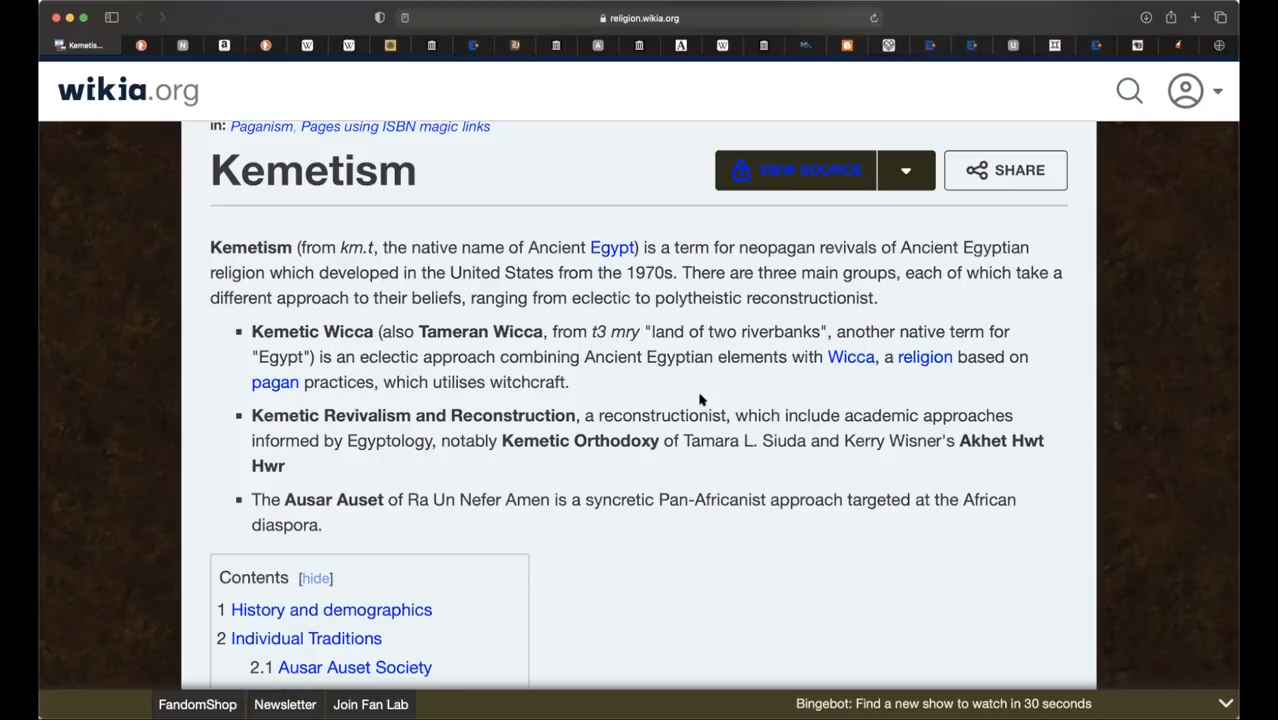 religion.wikia.org
Kemetis...
wikia.org
in: Paganism, Pages using ISBN magic links
Kemetism
VIEW SOURCE
SHARE
Kemetism (from km.t, the native name of Ancient Egypt) is a term for neopagan revivals of Ancient Egyptian
religion which developed in the United States from the 1970s. There are three main groups, each of which take a
different approach to their beliefs, ranging from eclectic to polytheistic reconstructionist.
▪ Kemetic Wicca (also Tameran Wicca, from t3 mry "land of two riverbanks", another native term for
"Egypt") is an eclectic approach combining Ancient Egyptian elements with Wicca, a religion based on
pagan practices, which utilises witchcraft.
▪ Kemetic Revivalism and Reconstruction, a reconstructionist, which include academic approaches
informed by Egyptology, notably Kemetic Orthodoxy of Tamara L. Siuda and Kerry Wisner's Akhet Hwt
Hwr
▪ The Ausar Auset of Ra Un Nefer Amen is a syncretic Pan-Africanist approach targeted at the African
diaspora.
Contents [hide]
1 History and demographics
2 Individual Traditions
2.1 Ausar Auset Society
FandomShop
Newsletter
Join Fan Lab
Bingebot: Find a new show to watch in 30 seconds